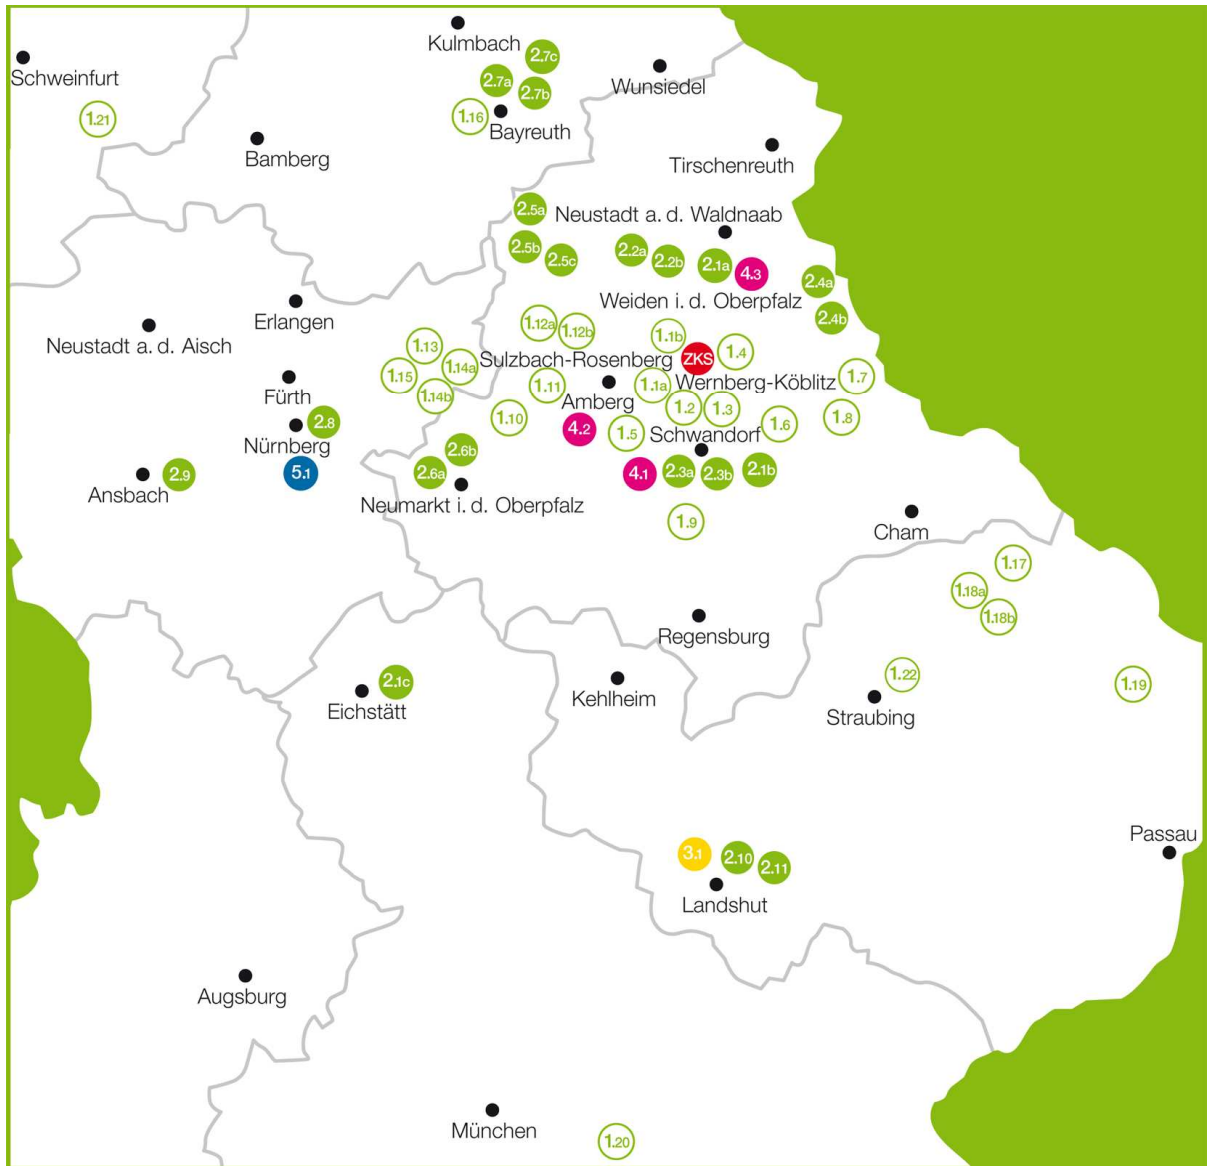 Kulmbach
2.7c
Schweinfurt
2.7a
Wunsiedel
2.7b
1.21
1.16
Bayreuth
Bamberg
Tirschenreuth
2.5a
Neustadt a. d. Waldnaab
2.5b
2.5c
2.2a
2.2b
2.1a
4.3
2.4a
Weiden i. d. Oberpfalz
Erlangen
2.4b
Neustadt a. d. Aisch
1.12a
1.12b
1.1b
1.13
Sulzbach-Rosenberg
ZKS
1.4
1.14a
1.15
Wernberg-Köblitz
1.7
Fürth
1.14b
1.11
Amberg
1.1a
1.2
1.3
1.10
1.8
2.8
4.2
1.5
Schwandorf
1.6
Nürnberg
2.6b
5.1
2.9
2.6a
4.1
2.3a
2.3b
2.1b
Ansbach
Neumarkt i. d. Oberpfalz
1.9
Cham
1.17
1.18a
1.18b
Regensburg
2.1c
1.22
1.19
Eichstätt
Kehlheim
Straubing
Passau
3.1
2.10
2.11
Landshut
Augsburg
München
1.20